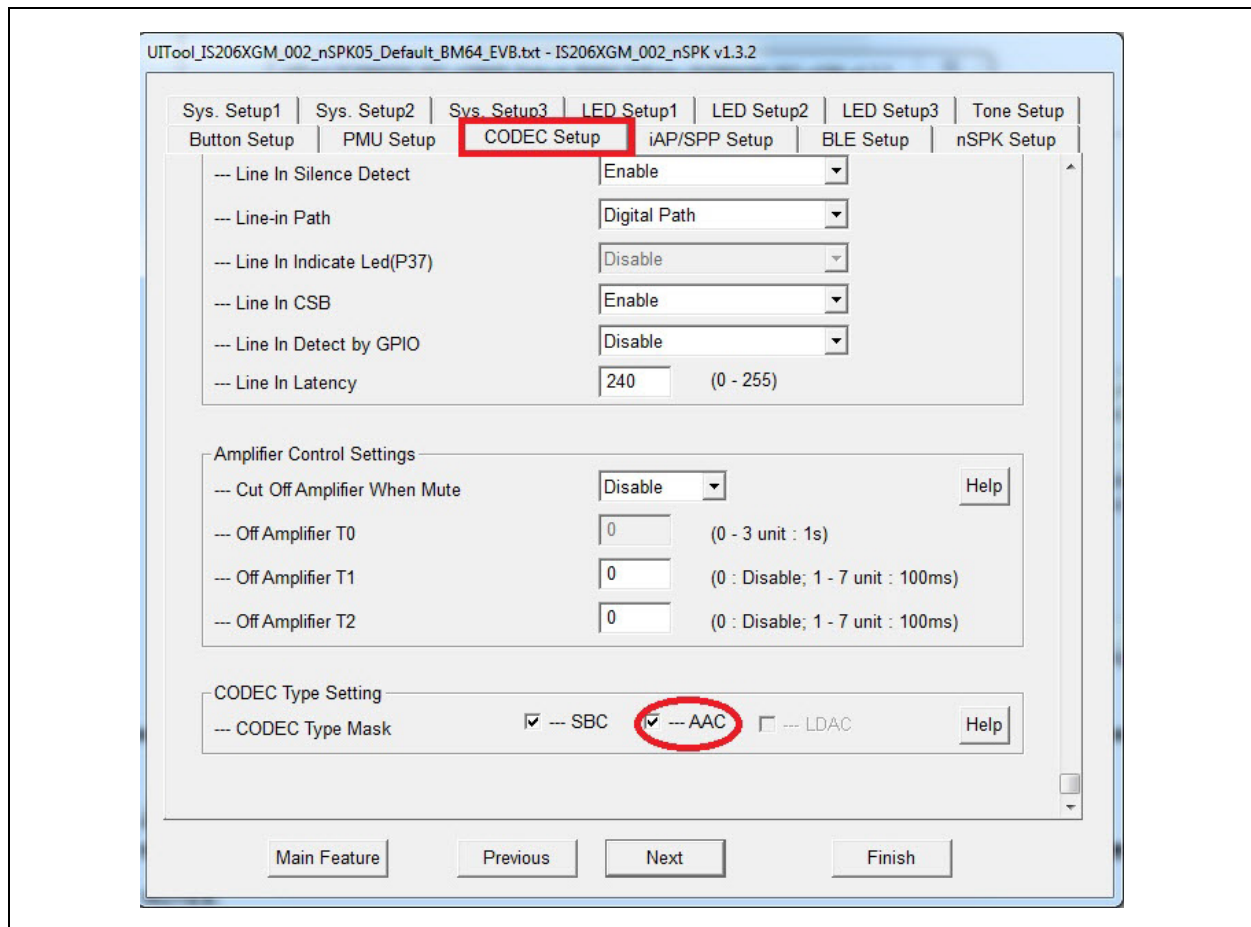 UITool_IS206XGM_002_nSPK05_Default_BM64_EVB.txt - IS206XGM_002_nSPK v1.3.2
Sys. Setup1 Sys. Setup2 Sys. Setup3 LED Setup1 LED Setup2 LED Setup3 Tone Setup
Button Setup PMU Setup CODEC Setup iAP/SPP Setup BLE Setup nSPK Setup
--- Line In Silence Detect Enable
--- Line-in Path Digital Path
--- Line In Indicate Led(P37) Disable
--- Line In CSB Enable
--- Line In Detect by GPIO Disable
--- Line In Latency 240 (0 - 255)
Amplifier Control Settings
--- Cut Off Amplifier When Mute Disable Help
--- Off Amplifier T0 0 (0 - 3 unit : 1s)
--- Off Amplifier T1 0 (0 : Disable; 1 - 7 unit : 100ms)
--- Off Amplifier T2 0 (0 : Disable; 1 - 7 unit : 100ms)
CODEC Type Setting
--- CODEC Type Mask --- SBC --- AAC --- LDAC Help
Main Feature Previous Next Finish